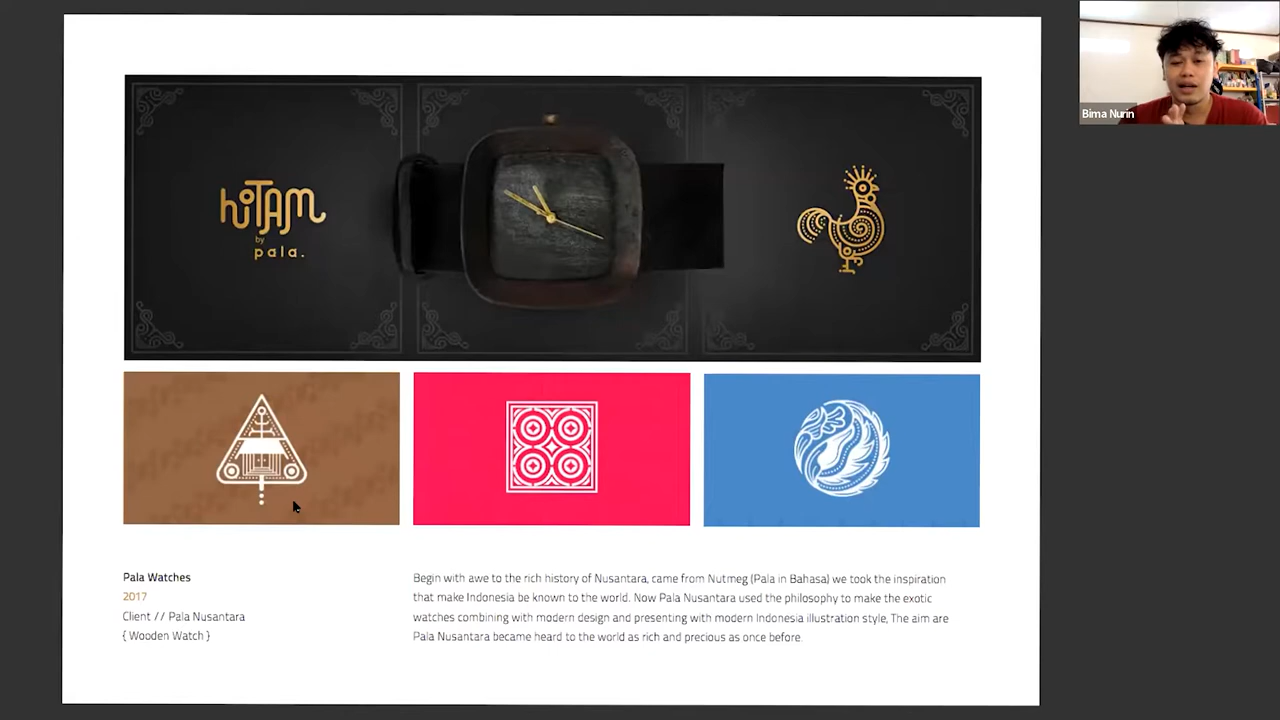 hitam
by
pala.
Bima Nurin
Pala Watches
2017
Client // Pala Nusantara
{ Wooden Watch }
Begin with awe to the rich history of Nusantara, came from Nutmeg (Pala in Bahasa) we took the inspiration
that make Indonesia be known to the world. Now Pala Nusantara used the philosophy to make the exotic
watches combining with modern design and presenting with modern Indonesia illustration style, The aim are
Pala Nusantara became heard to the world as rich and precious as once before.